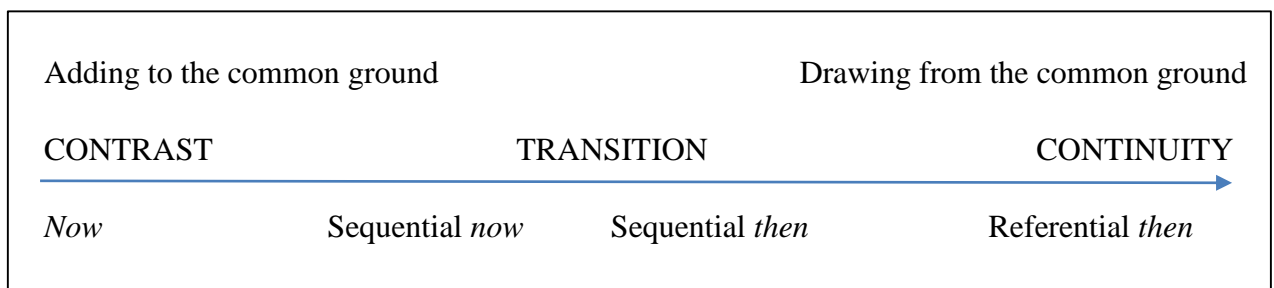 Adding to the common ground Drawing from the common ground
CONTRAST TRANSITION CONTINUITY
Now Sequential now Sequential then Referential then